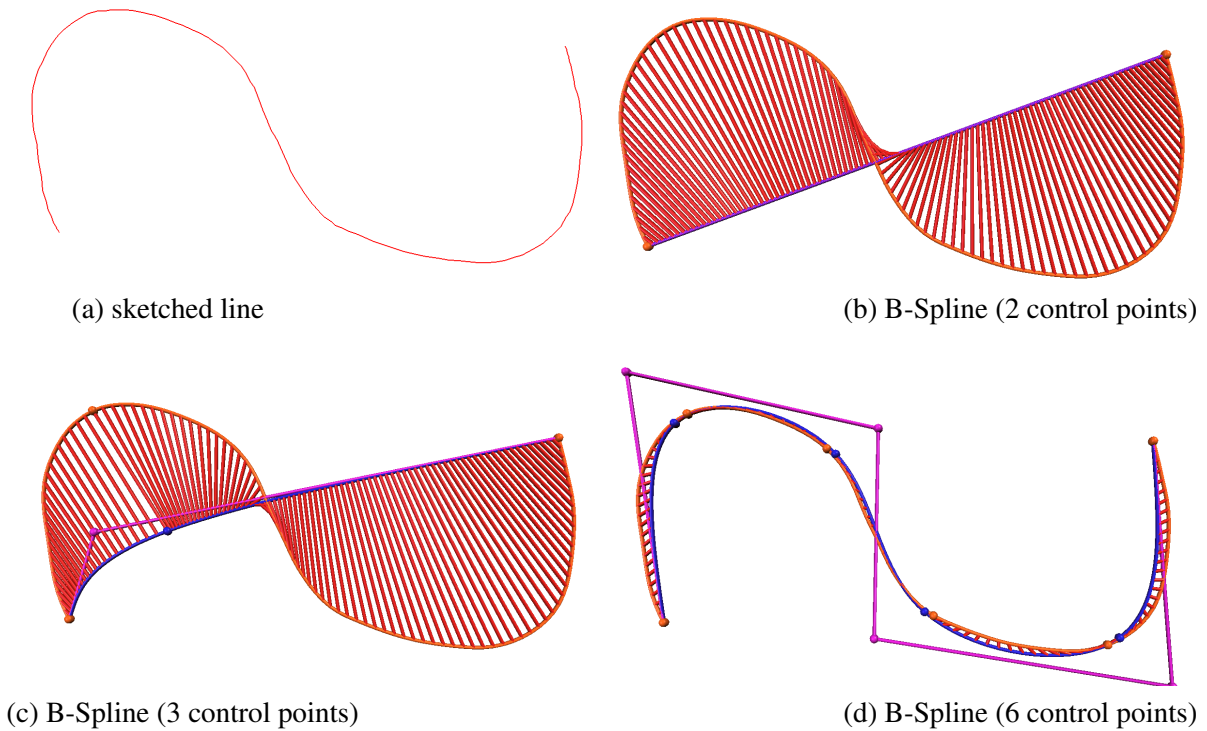 (a) sketched line
(b) B-Spline (2 control points)
(c) B-Spline (3 control points)
(d) B-Spline (6 control points)